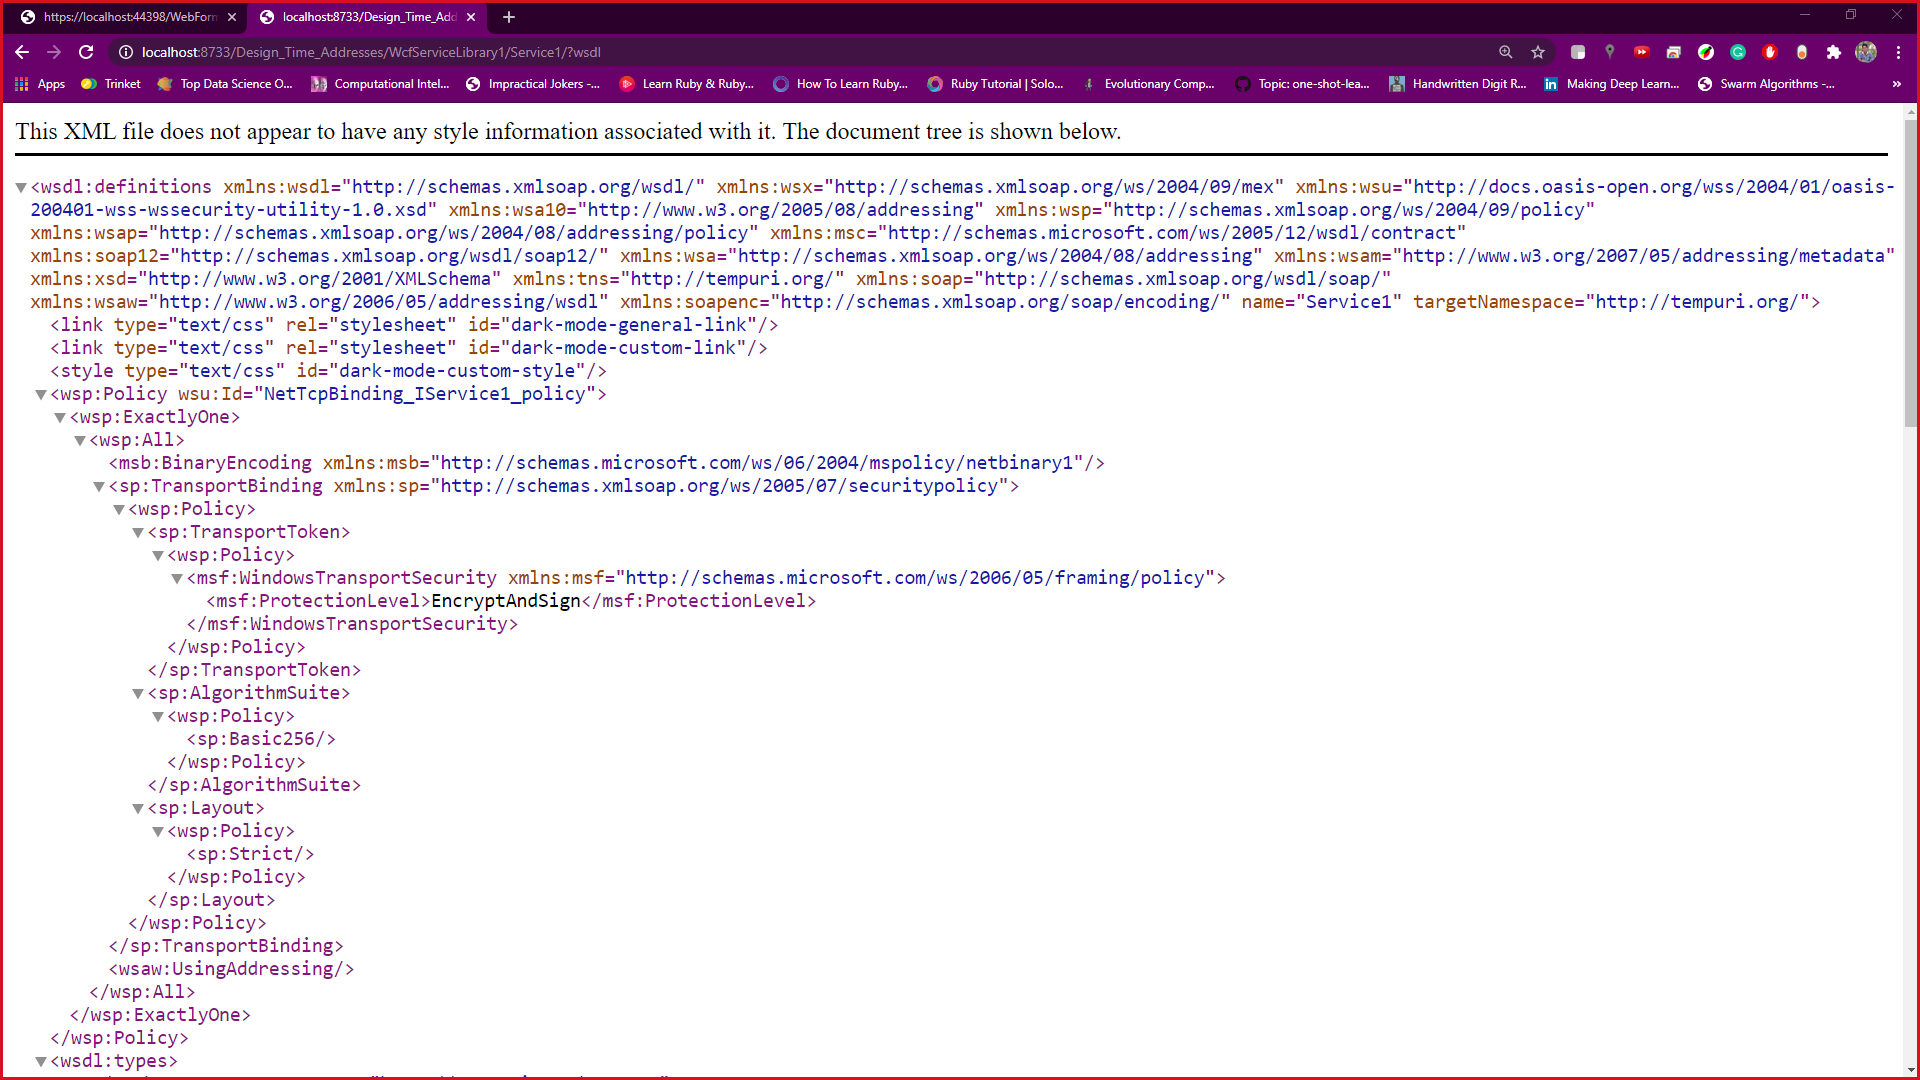 https://localhost:44398/WebForm
localhost:8733/Design_Time_Add
localhost:8733/Design_Time_Addresses/WcfServiceLibrary1/Service1/?wsdl
Apps
Trinket
Top Data Science O...
Computational Intel...
Impractical Jokers -...
Learn Ruby & Ruby...
How To Learn Ruby...
Ruby Tutorial | Solo...
Evolutionary Comp...
Topic: one-shot-lea...
Handwritten Digit R...
Making Deep Learn...
Swarm Algorithms -...
»
This XML file does not appear to have any style information associated with it. The document tree is shown below.
<wsdl:definitions xmlns:wsdl="http://schemas.xmlsoap.org/wsdl/" xmlns:wsx="http://schemas.xmlsoap.org/ws/2004/09/mex" xmlns:wsu="http://docs.oasis-open.org/wss/2004/01/oasis-
200401-wss-wssecurity-utility-1.0.xsd" xmlns:wsa10="http://www.w3.org/2005/08/addressing" xmlns:wsp="http://schemas.xmlsoap.org/ws/2004/09/policy"
xmlns:wsap="http://schemas.xmlsoap.org/ws/2004/08/addressing/policy" xmlns:msc="http://schemas.microsoft.com/ws/2005/12/wsdl/contract"
xmlns:soap12="http://schemas.xmlsoap.org/wsdl/soap12/" xmlns:wsa="http://schemas.xmlsoap.org/ws/2004/08/addressing" xmlns:wsam="http://www.w3.org/2007/05/addressing/metadata"
xmlns:xsd="http://www.w3.org/2001/XMLSchema" xmlns:tns="http://tempuri.org/" xmlns:soap="http://schemas.xmlsoap.org/wsdl/soap/"
xmlns:wsaw="http://www.w3.org/2006/05/addressing/wsdl" xmlns:soapenc="http://schemas.xmlsoap.org/soap/encoding/" name="Service1" targetNamespace="http://tempuri.org/">
<link type="text/css" rel="stylesheet" id="dark-mode-general-link"/>
<link type="text/css" rel="stylesheet" id="dark-mode-custom-link"/>
<style type="text/css" id="dark-mode-custom-style"/>
<wsp:Policy wsu:Id="NetTcpBinding_IService1_policy">
<wsp:ExactlyOne>
<wsp:All>
<msb:BinaryEncoding xmlns:msb="http://schemas.microsoft.com/ws/06/2004/mspolicy/netbinary1"/>
<sp:TransportBinding xmlns:sp="http://schemas.xmlsoap.org/ws/2005/07/securitypolicy">
<wsp:Policy>
<sp:TransportToken>
<wsp:Policy>
<msf:WindowsTransportSecurity xmlns:msf="http://schemas.microsoft.com/ws/2006/05/framing/policy">
<msf:ProtectionLevel>EncryptAndSign</msf:ProtectionLevel>
</msf:WindowsTransportSecurity>
</wsp:Policy>
</sp:TransportToken>
<sp:AlgorithmSuite>
<wsp:Policy>
<sp:Basic256/>
</wsp:Policy>
</sp:AlgorithmSuite>
<sp:Layout>
<wsp:Policy>
<sp:Strict/>
</wsp:Policy>
</sp:Layout>
</wsp:Policy>
</sp:TransportBinding>
<wsaw:UsingAddressing/>
</wsp:All>
</wsp:ExactlyOne>
</wsp:Policy>
<wsdl:types>